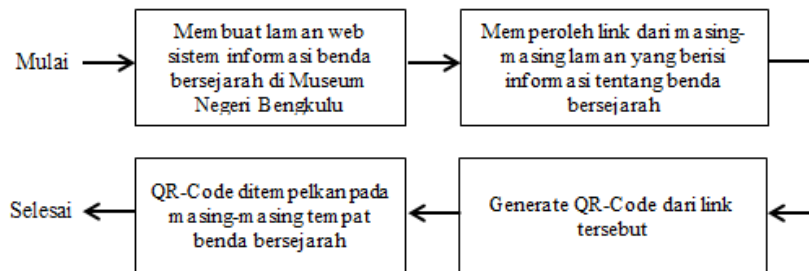 Mulai
Membuat laman web
sistem informasi benda
bersejarah di Museum
Negeri Bengkulu
Memperoleh link dari masing-
masing laman yang berisi
informasi tentang benda
bersejarah
Generate QR-Code dari link
tersebut
QR-Code ditempelkan pada
masing-masing tempat
benda bersejarah
Selesai